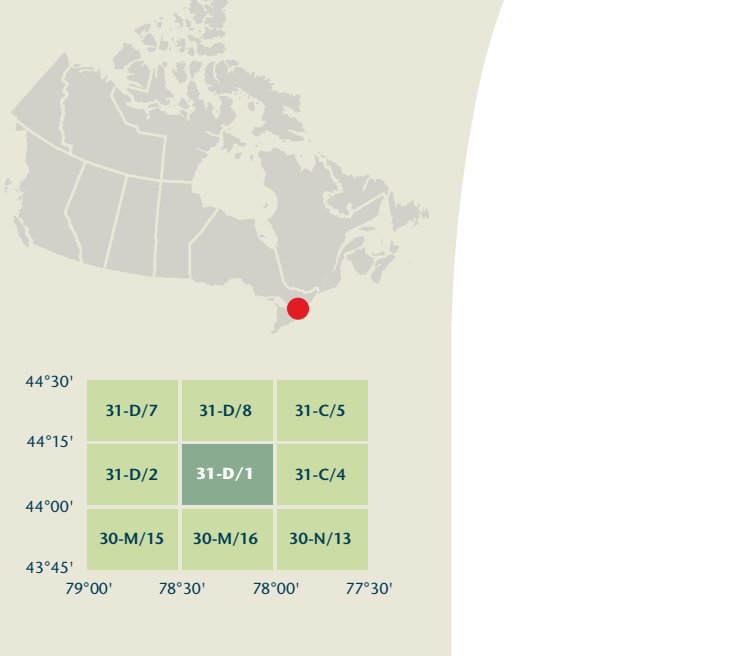 44°30'
31-D/7 31-D/8 31-C/5
44°15'
31-D/2 31-D/1 31-C/4
44°00'
30-M/15 30-M/16 30-N/13
43°45'
79°00' 78°30' 78°00' 77°30'